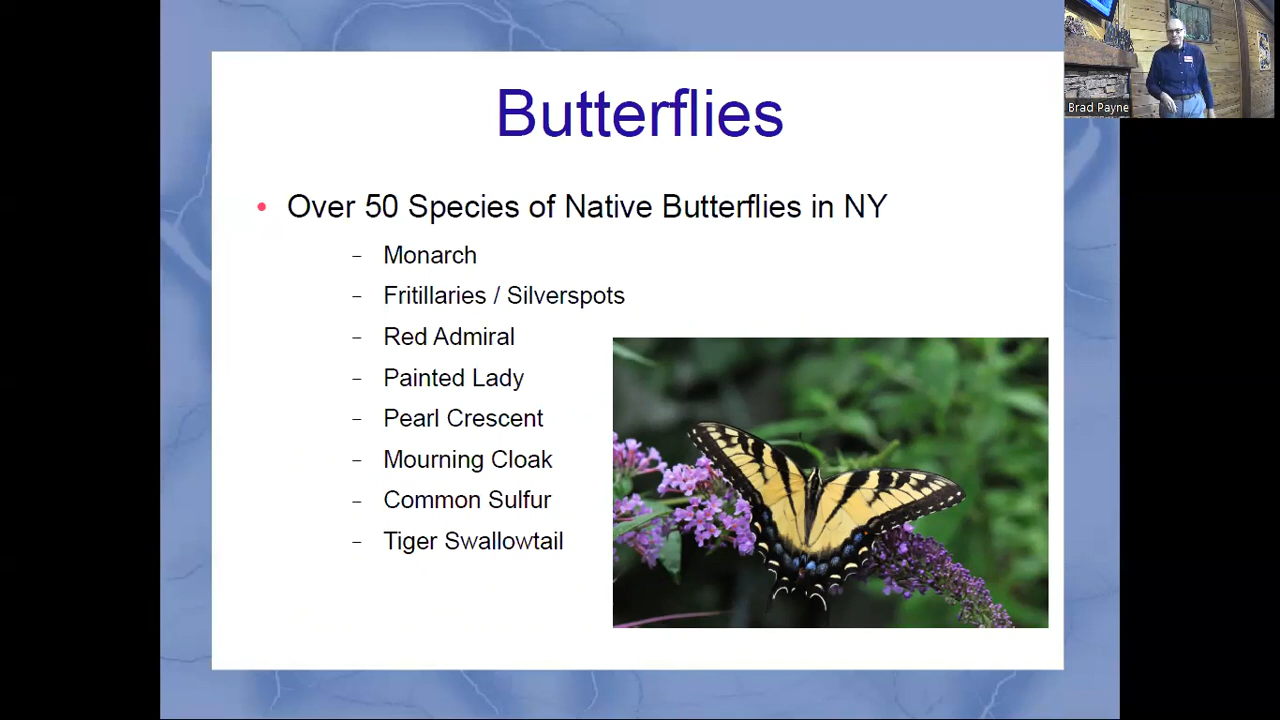 Butterflies
• Over 50 Species of Native Butterflies in NY
– Monarch
– Fritillaries / Silverspots
– Red Admiral
– Painted Lady
– Pearl Crescent
– Mourning Cloak
– Common Sulfur
– Tiger Swallowtail
Brad Payne